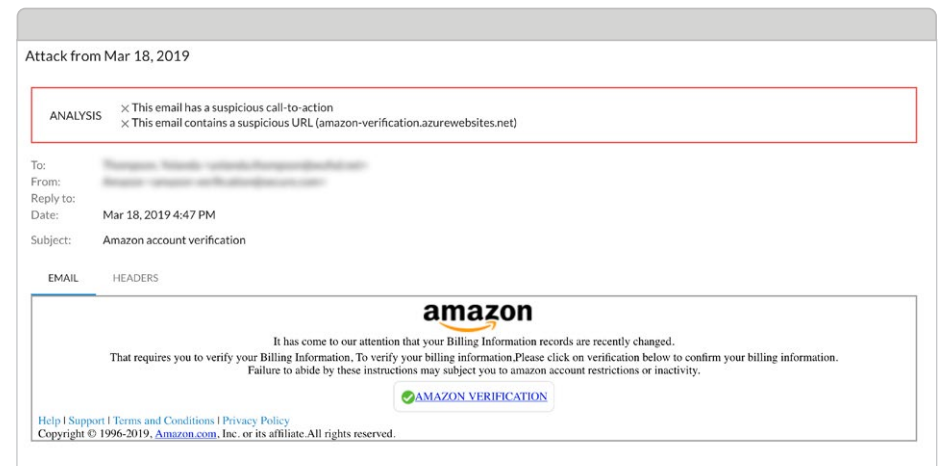 Attack from Mar 18, 2019
ANALYSIS
× This email has a suspicious call-to-action
× This email contains a suspicious URL (amazon-verification.azurewebsites.net)
To:
From:
Reply to:
Date: Mar 18, 2019 4:47 PM
Subject: Amazon account verification
EMAIL HEADERS
amazon
It has come to our attention that your Billing Information records are recently changed.
That requires you to verify your Billing Information, To verify your billing information,Please click on verification below to confirm your billing information.
Failure to abide by these instructions may subject you to amazon account restrictions or inactivity.
AMAZON VERIFICATION
Help | Support | Terms and Conditions | Privacy Policy
Copyright © 1996-2019, Amazon.com, Inc. or its affiliate.All rights reserved.